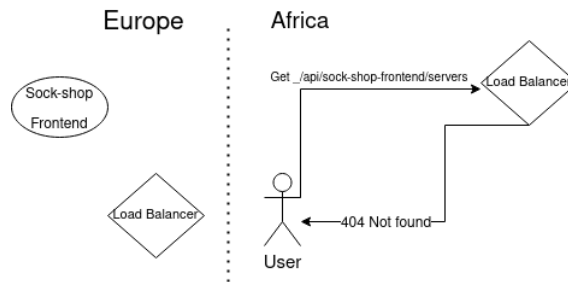 Europe
Africa
Sock-shop
Frontend
Get _/api/sock-shop-frontend/servers
Load Balancer
Load Balancer
404 Not found
User